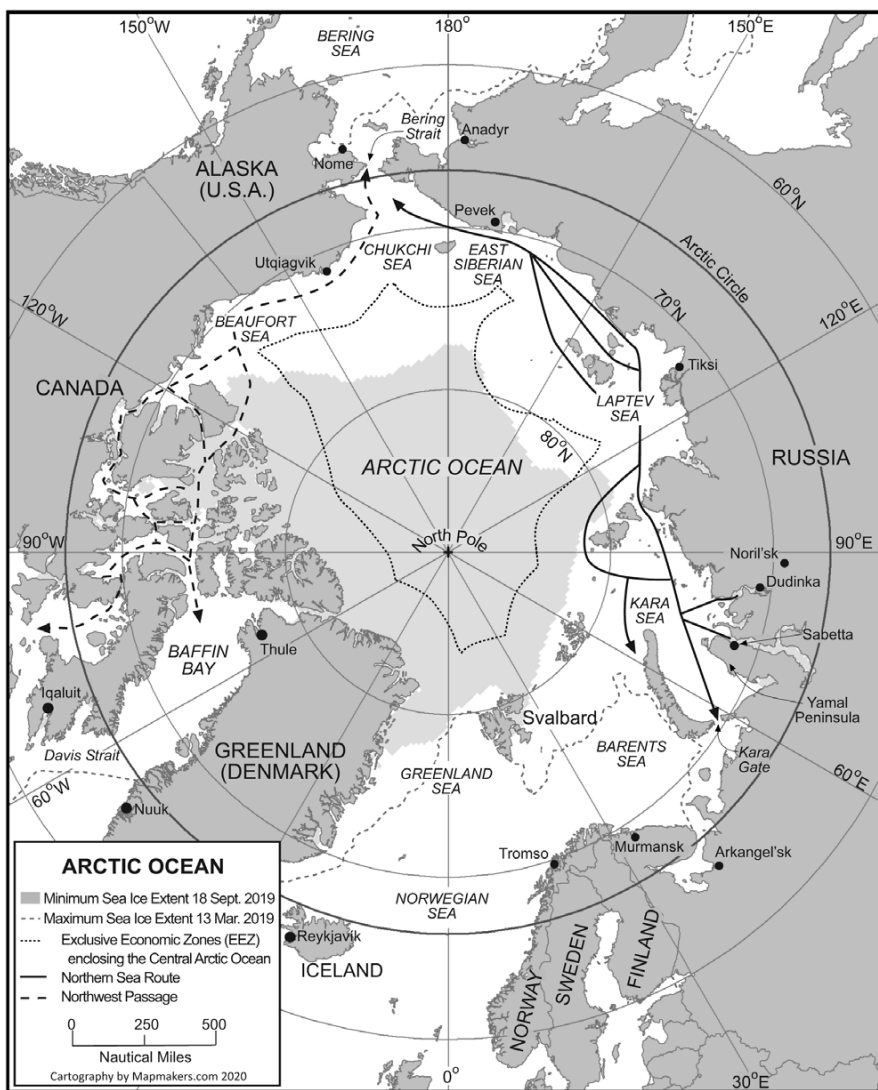 150°W
180°
150°E
BERING
SEA
Bering
Strait
Anadyr
Nome
ALASKA
(U.S.A.)
60°N
Pevek
Arctic Circle
Utqiagvik
CHUKCHI
SEA
EAST
SIBERIAN
SEA
120°W
70°N
120°E
BEAUFORT
SEA
Tiksi
CANADA
LAPTEV
SEA
80°N
ARCTIC OCEAN
RUSSIA
North Pole
90°W
90°E
Noril'sk
Dudinka
KARA
SEA
Sabetta
BAFFIN
BAY
Thule
Iqaluit
Yamal
Peninsula
Svalbard
Davis Strait
GREENLAND
(DENMARK)
BARENTS
SEA
Kara
Gate
GREENLAND
SEA
60°W
60°E
Nuuk
Murmansk
Tromso
Arkangel'sk
NORWEGIAN
SEA
Reykjavík
ICELAND
NORWAY
SWEDEN
FINLAND
0°
30°E
ARCTIC OCEAN
Minimum Sea Ice Extent 18 Sept. 2019
Maximum Sea Ice Extent 13 Mar. 2019
Exclusive Economic Zones (EEZ)
enclosing the Central Arctic Ocean
Northern Sea Route
Northwest Passage
0 250 500
Nautical Miles
Cartography by Mapmakers.com 2020